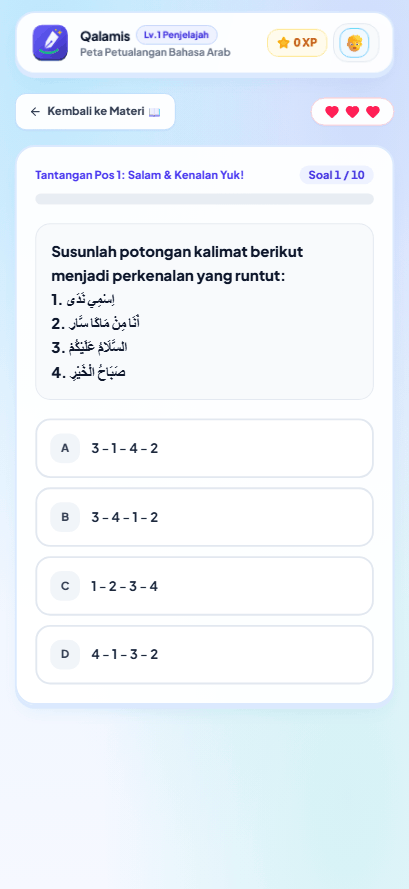 Qalamis Lv.1 Penjelajah
Peta Petualangan Bahasa Arab
0 XP
Kembali ke Materi
Tantangan Pos 1: Salam & Kenalan Yuk!
Soal 1 / 10
Susunlah potongan kalimat berikut
menjadi perkenalan yang runtut:
1. اِسْمِي نَدَى
2. أَنَا مِنْ مَاكَا سَّار
3. السَّلَامُ عَلَيْكُمْ
4. صَبَاحُ الْخَيْرِ
A 3 – 1 – 4 – 2
B 3 – 4 – 1 – 2
C 1 – 2 – 3 – 4
D 4 – 1 – 3 – 2